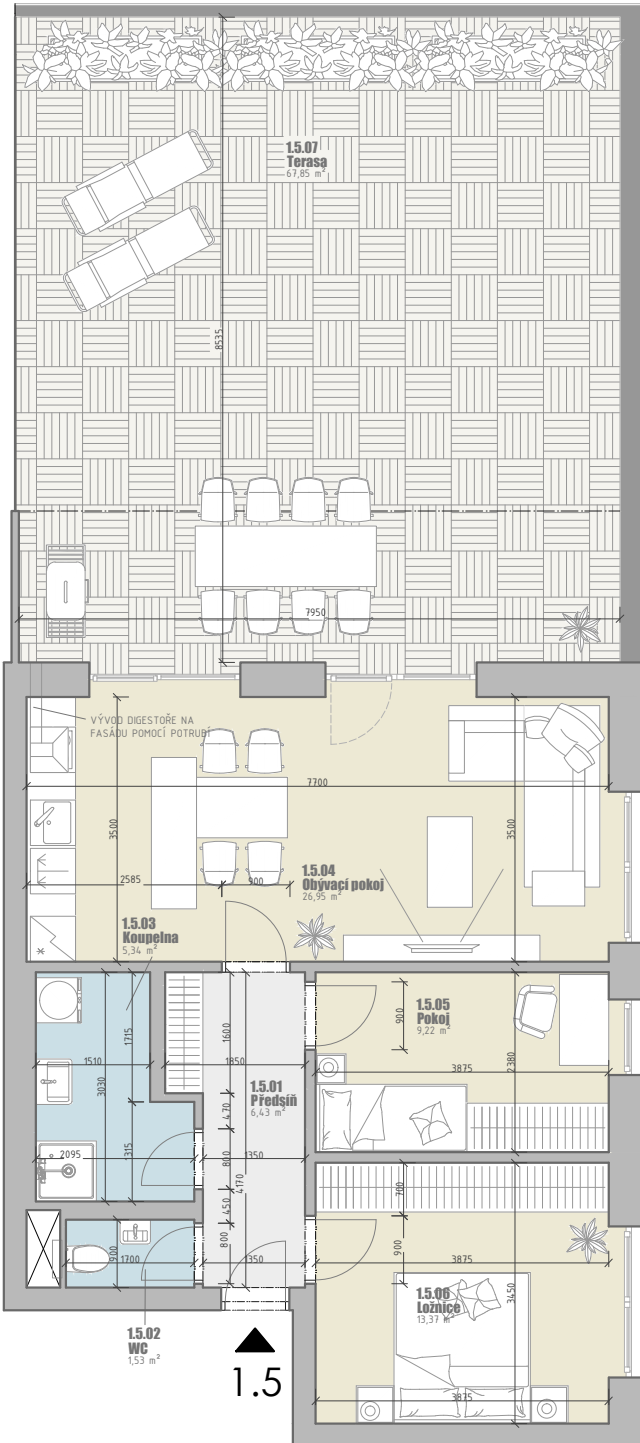 1.5.07
Terasa
67,85 m²
8535
7950
VÝVOD DIGESTOŘE NA
FASÁDU POMOCÍ POTRUBÍ
7700
3500
3500
2585
900
1.5.04
Obývací pokoj
26,95 m²
1.5.03
Koupelna
5,34 m²
1715
1600
900
1.5.05
Pokoj
9,22 m²
2380
1510
1850
3875
3030
1.5.01
Předsíň
6,43 m²
470
1315
800
4170
2095
1350
700
450
900
1700
800
1350
900
3875
3450
1.5.06
Ložnice
13,37 m²
1.5.02
WC
1,53 m²
1.5
3875